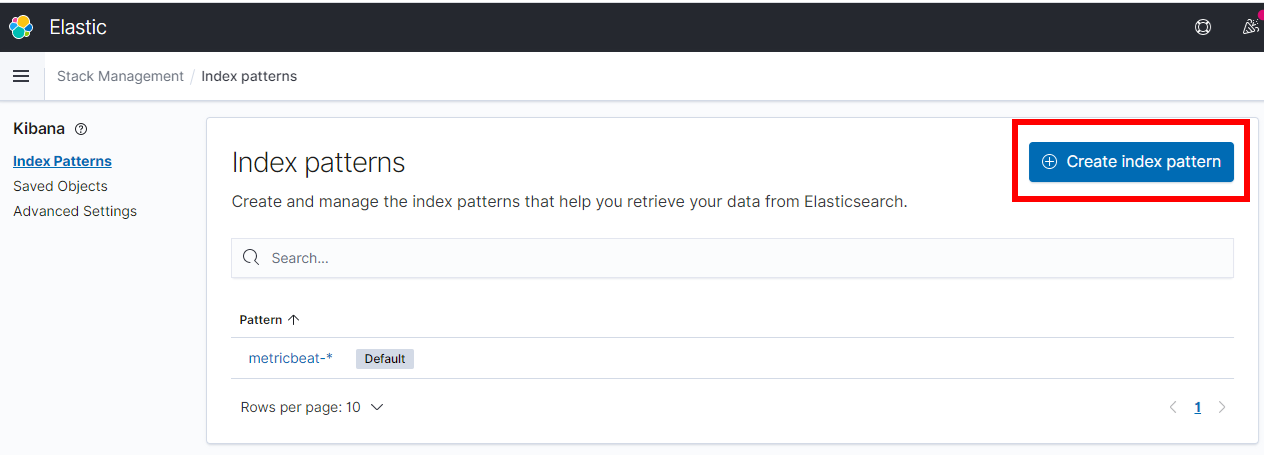 Elastic
Stack Management / Index patterns
Kibana
Index Patterns
Saved Objects
Advanced Settings
Index patterns
Create index pattern
Create and manage the index patterns that help you retrieve your data from Elasticsearch.
Search...
Pattern
metricbeat-* Default
Rows per page: 10
1